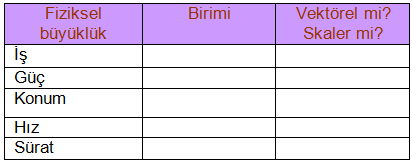 Fiziksel Birimi Vektörel mi?
büyüklük Skaler mi?
İş
Güç
Konum
Hız
Sürat